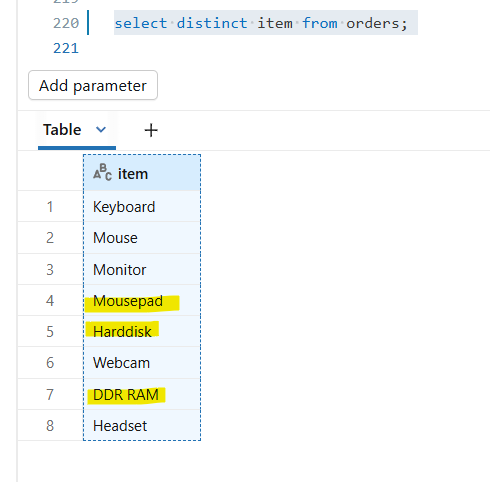 220 select distinct item from orders;
221
Add parameter
Table
ABC item
1 Keyboard
2 Mouse
3 Monitor
4 Mousepad
5 Harddisk
6 Webcam
7 DDR RAM
8 Headset